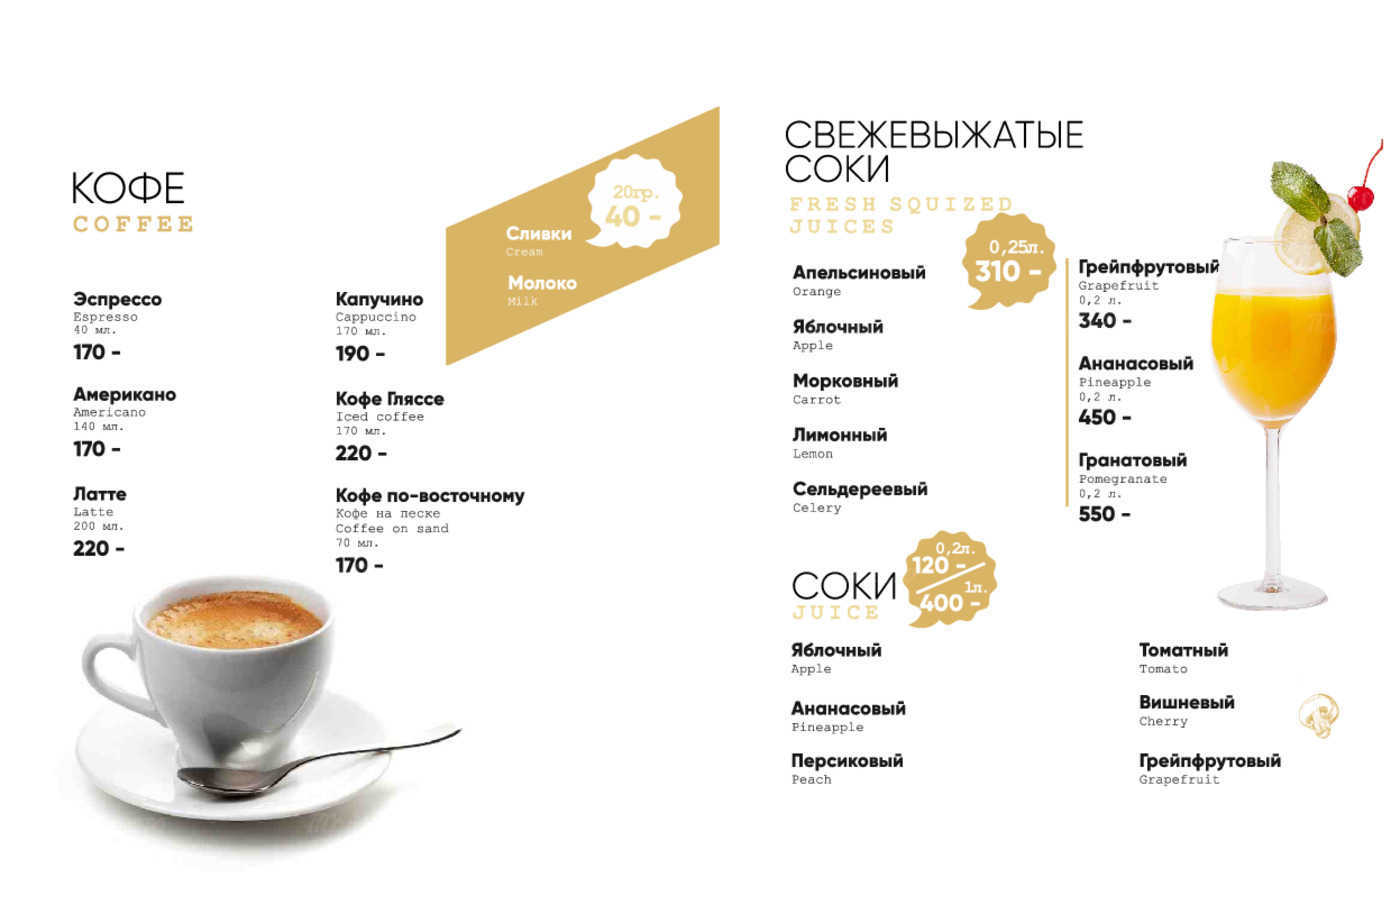 КОФЕ
COFFEE
Эспрессо
Espresso
40 мл.
170 -
Американо
Americano
140 мл.
170 -
Латте
Latte
200 мл.
220 -
Капучино
Cappuccino
170 мл.
190 -
Кофе Гляссе
Iced coffee
170 мл.
220 -
Кофе по-восточному
Кофе на песке
Coffee on sand
70 мл.
170 -
20гр.
40 -
Сливки
Cream
Молоко
Milk
СВЕЖЕВЫЖАТЫЕ
СОКИ
FRESH SQUIZED
JUICES
0,25л.
310 -
Апельсиновый
Orange
Яблочный
Apple
Морковный
Carrot
Лимонный
Lemon
Сельдереевый
Celery
Грейпфрутовый
Grapefruit
0,2 л.
340 -
Ананасовый
Pineapple
0,2 л.
450 -
Гранатовый
Pomegranate
0,2 л.
550 -
СОКИ
JUICE
0,2л.
120 -
1л.
400 -
Яблочный
Apple
Ананасовый
Pineapple
Персиковый
Peach
Томатный
Tomato
Вишневый
Cherry
Грейпфрутовый
Grapefruit